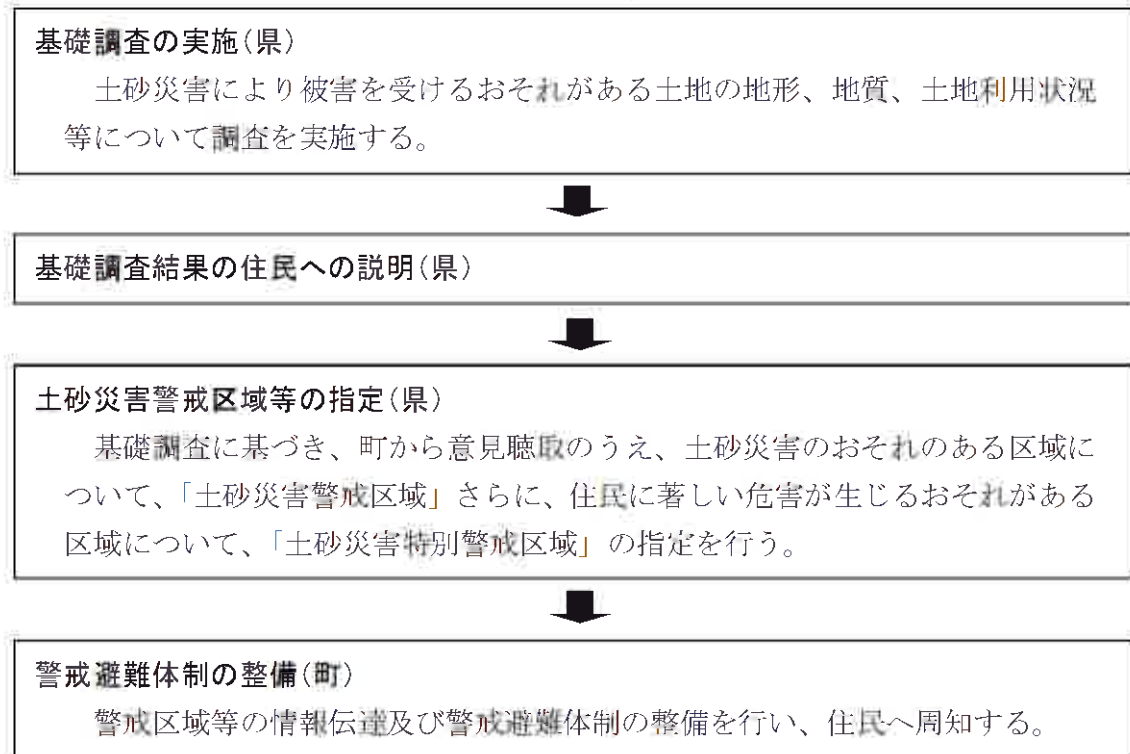 基礎調査の実施(県)
土砂災害により被害を受けるおそれがある土地の地形、地質、土地利用状況
等について調査を実施する。
基礎調査結果の住民への説明(県)
土砂災害警戒区域等の指定(県)
基礎調査に基づき、町から意見聴取のうえ、土砂災害のおそれのある区域に
ついて、「土砂災害警戒区域」さらに、住民に著しい危害が生じるおそれがある
区域について、「土砂災害特別警戒区域」の指定を行う。
警戒避難体制の整備(町)
警戒区域等の情報伝達及び警戒避難体制の整備を行い、住民へ周知する。